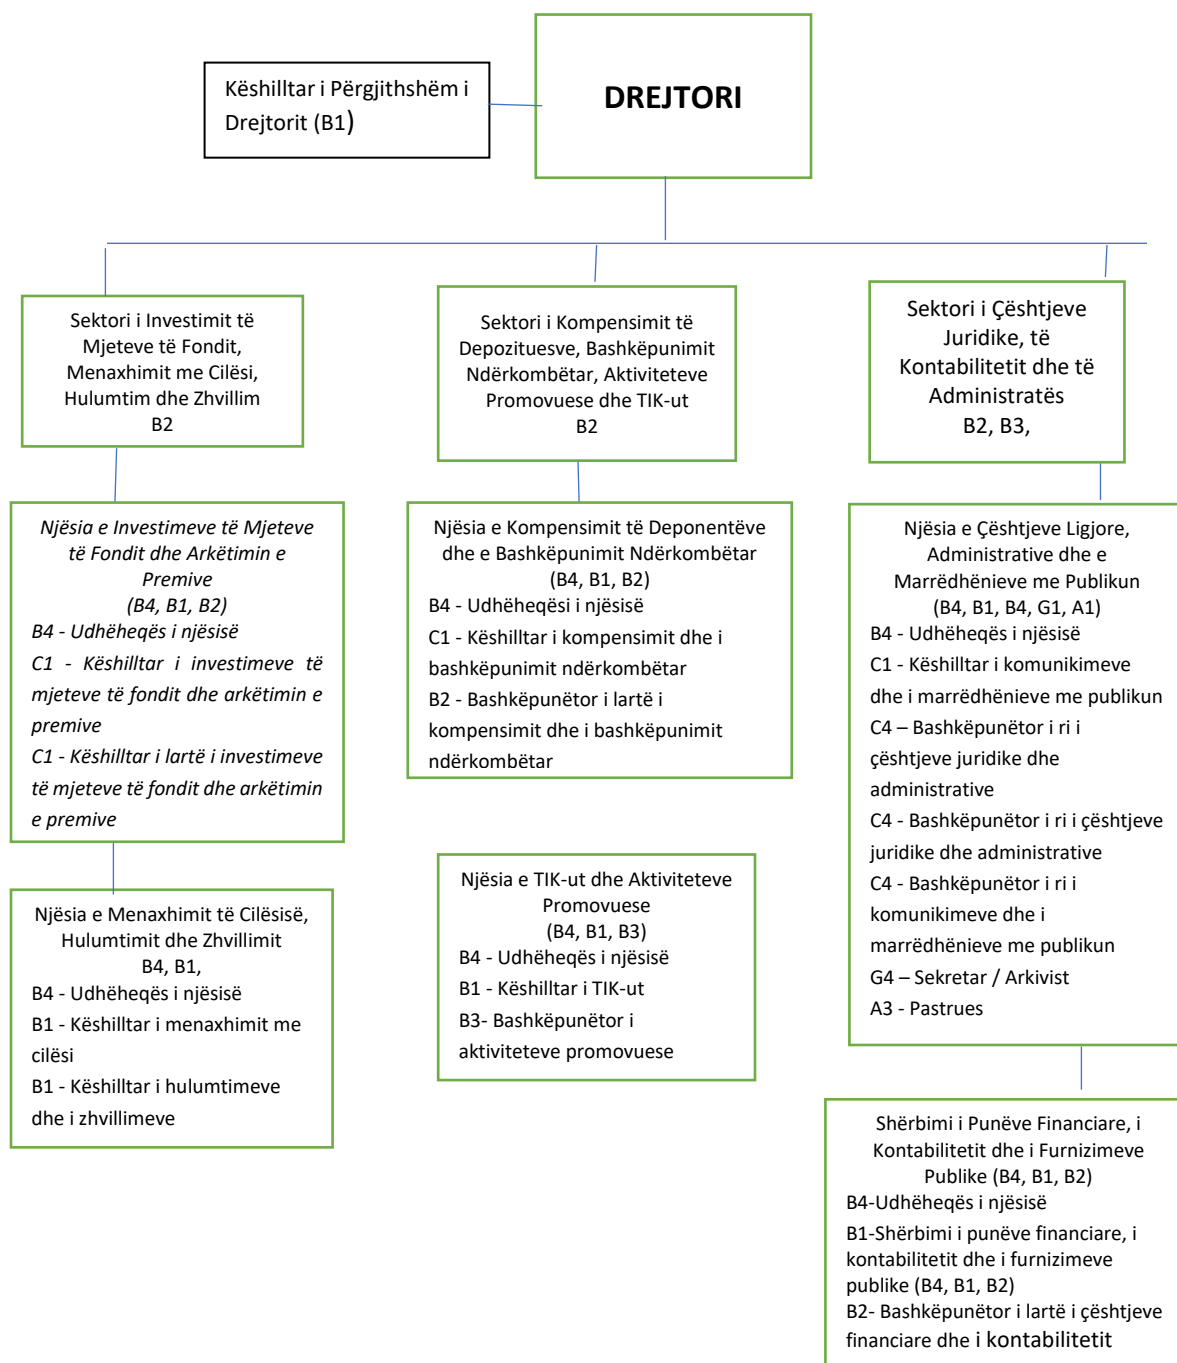 Këshilltar i Përgjithshëm i
Drejtorit (B1)
DREJTORI
Sektori i Investimit të
Mjeteve të Fondit,
Menaxhimit me Cilësi,
Hulumtim dhe Zhvillim
B2
Sektori i Kompensimit të
Depozituesve, Bashkëpunimit
Ndërkombëtar, Aktiviteteve
Promovuese dhe TIK-ut
B2
Sektori i Çështjeve
Juridike, të
Kontabilitetit dhe të
Administratës
B2, B3,
Njësia e Investimeve të Mjeteve
të Fondit dhe Arkëtimin e
Premive
(B4, B1, B2)
B4 - Udhëheqës i njësisë
C1 - Këshilltar i investimeve të
mjeteve të fondit dhe arkëtimin e
premive
C1 - Këshilltar i lartë i investimeve
të mjeteve të fondit dhe arkëtimin
e premive
Njësia e Kompensimit të Deponentëve
dhe e Bashkëpunimit Ndërkombëtar
(B4, B1, B2)
B4 - Udhëheqësi i njësisë
C1 - Këshilltar i kompensimit dhe i
bashkëpunimit ndërkombëtar
B2 - Bashkëpunëtor i lartë i
kompensimit dhe i bashkëpunimit
ndërkombëtar
Njësia e Çështjeve Ligjore,
Administrative dhe e
Marrëdhënieve me Publikun
(B4, B1, B4, G1, A1)
B4 - Udhëheqës i njësisë
C1 - Këshilltar i komunikimeve
dhe i marrëdhënieve me publikun
C4 – Bashkëpunëtor i ri i
çështjeve juridike dhe
administrative
C4 - Bashkëpunëtor i ri i çështjeve
juridike dhe administrative
C4 - Bashkëpunëtor i ri i
komunikimeve dhe i
marrëdhënieve me publikun
G4 – Sekretar / Arkivist
A3 - Pastrues
Njësia e Menaxhimit të Cilësisë,
Hulumtimit dhe Zhvillimit
B4, B1,
B4 - Udhëheqës i njësisë
B1 - Këshilltar i menaxhimit me
cilësi
B1 - Këshilltar i hulumtimeve
dhe i zhvillimeve
Njësia e TIK-ut dhe Aktiviteteve
Promovuese
(B4, B1, B3)
B4 - Udhëheqës i njësisë
B1 - Këshilltar i TIK-ut
B3- Bashkëpunëtor i
aktiviteteve promovuese
Shërbimi i Punëve Financiare, i
Kontabilitetit dhe i Furnizimeve
Publike (B4, B1, B2)
B4-Udhëheqës i njësisë
B1-Shërbimi i punëve financiare, i
kontabilitetit dhe i furnizimeve
publike (B4, B1, B2)
B2- Bashkëpunëtor i lartë i çështjeve
financiare dhe i kontabilitetit